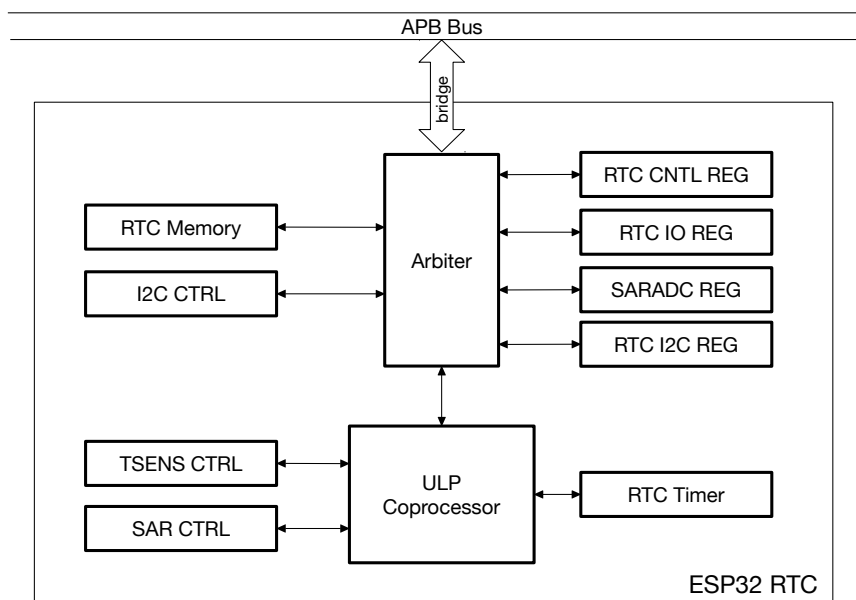 APB Bus
bridge
RTC CNTL REG
RTC Memory
RTC IO REG
Arbiter
I2C CTRL
SARADC REG
RTC I2C REG
TSENS CTRL
ULP
Coprocessor
RTC Timer
SAR CTRL
ESP32 RTC